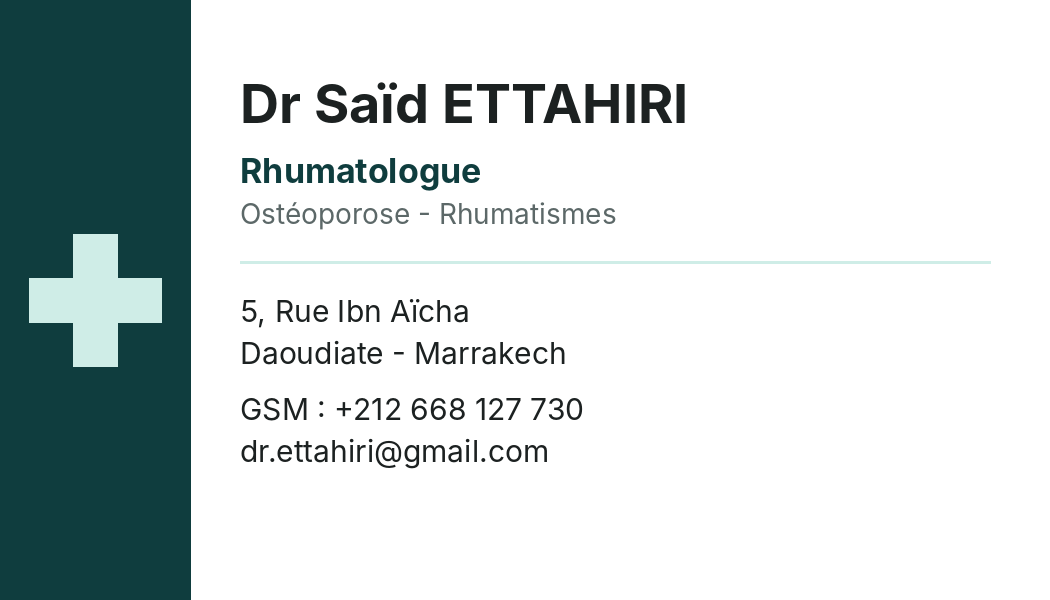 Dr Saïd ETTAHIRI
Rhumatologue
Ostéoporose - Rhumatismes
5, Rue Ibn Aïcha
Daoudiate - Marrakech
GSM : +212 668 127 730
dr.ettahiri@gmail.com